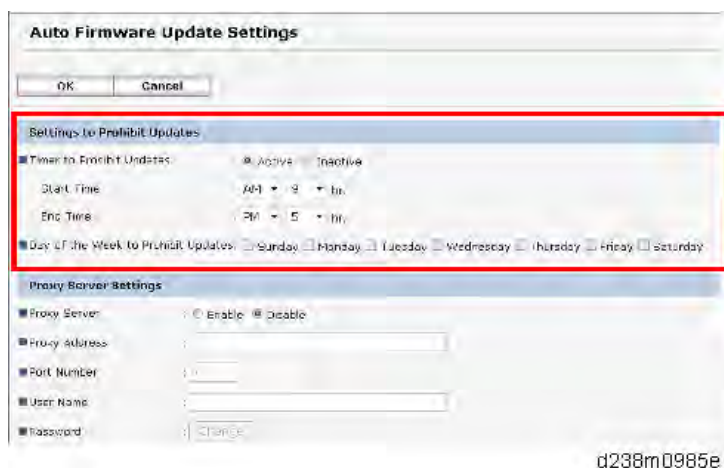 Auto Firmware Update Settings
OK Cancel
Settings to Prohibit Updates
Timer to Prohibit Updates : Active Inactive
Start Time AM 9 hr.
End Time PM 5 hr.
Day of the Week to Prohibit Updates: Sunday Monday Tuesday Wednesday Thursday Friday Saturday
Proxy Server Settings
Proxy Server : Enable Disable
Proxy Address :
Port Number :
User Name :
Password : Change
d238m0985e